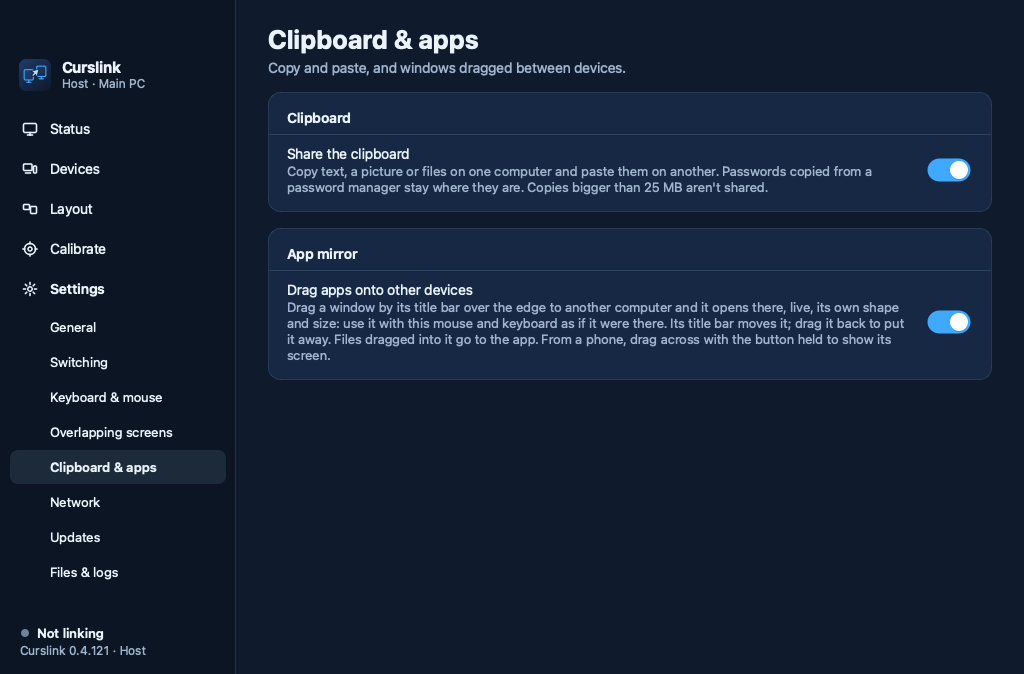 Curslink
Host · Main PC
Status
Devices
Layout
Calibrate
Settings
General
Switching
Keyboard & mouse
Overlapping screens
Clipboard & apps
Network
Updates
Files & logs
Not linking
Curslink 0.4.121 · Host
Clipboard & apps
Copy and paste, and windows dragged between devices.
Clipboard
Share the clipboard
Copy text, a picture or files on one computer and paste them on another. Passwords copied from a
password manager stay where they are. Copies bigger than 25 MB aren't shared.
App mirror
Drag apps onto other devices
Drag a window by its title bar over the edge to another computer and it opens there, live, its own shape
and size: use it with this mouse and keyboard as if it were there. Its title bar moves it; drag it back to put
it away. Files dragged into it go to the app. From a phone, drag across with the button held to show its
screen.